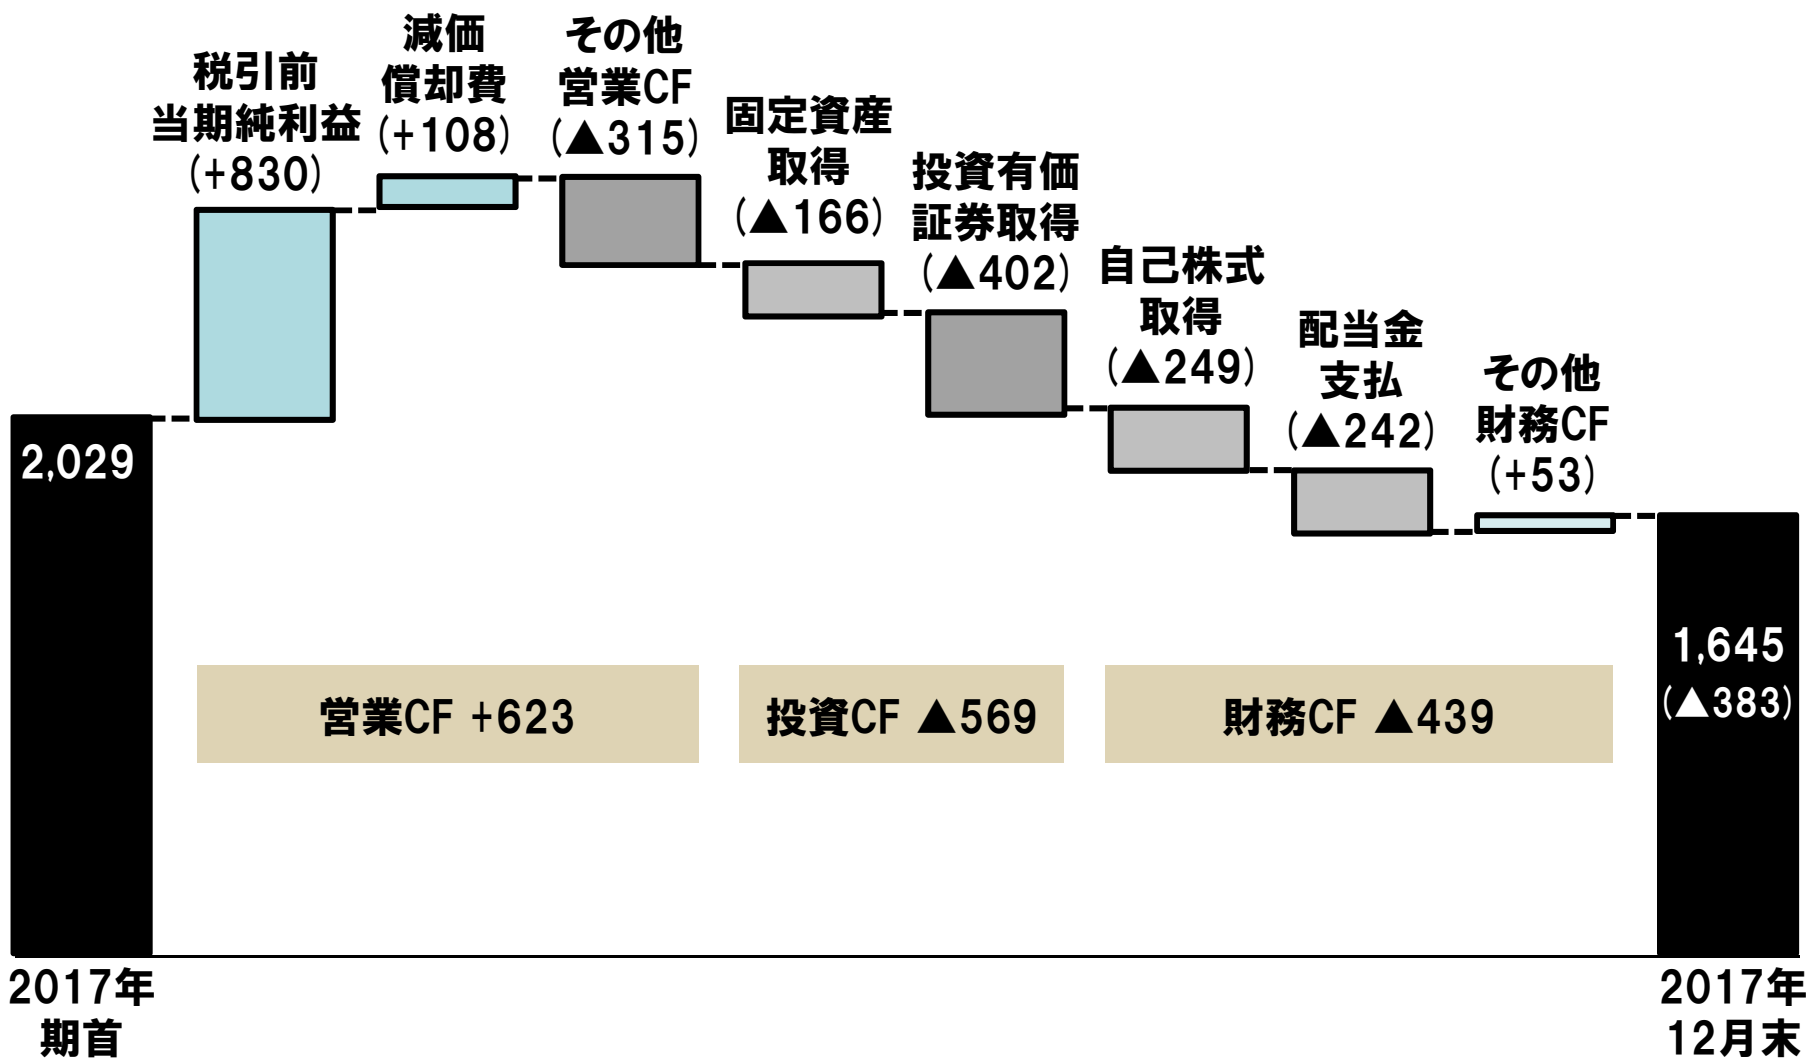 税引前
当期純利益
(+830)
減価
償却費
(+108)
その他
営業CF
(▲315)
固定資産
取得
(▲166)
投資有価
証券取得
(▲402)
自己株式
取得
(▲249)
配当金
支払
(▲242)
その他
財務CF
(+53)
2,029
1,645
(▲383)
営業CF +623
投資CF ▲569
財務CF ▲439
2017年
期首
2017年
12月末